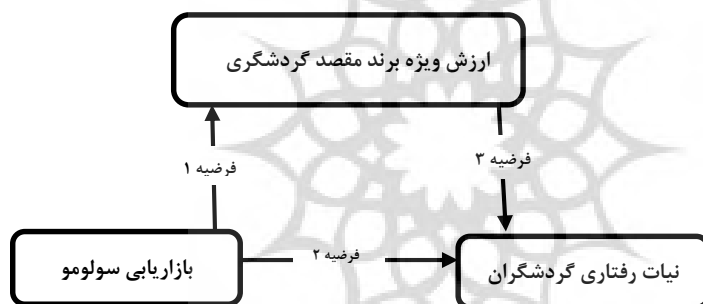 ارزش ویژه برند مقصد گردشگری
فرضیه ۳
فرضیه ۱
بازاریابی سولومو
فرضیه ۲
نیات رفتاری گردشگران